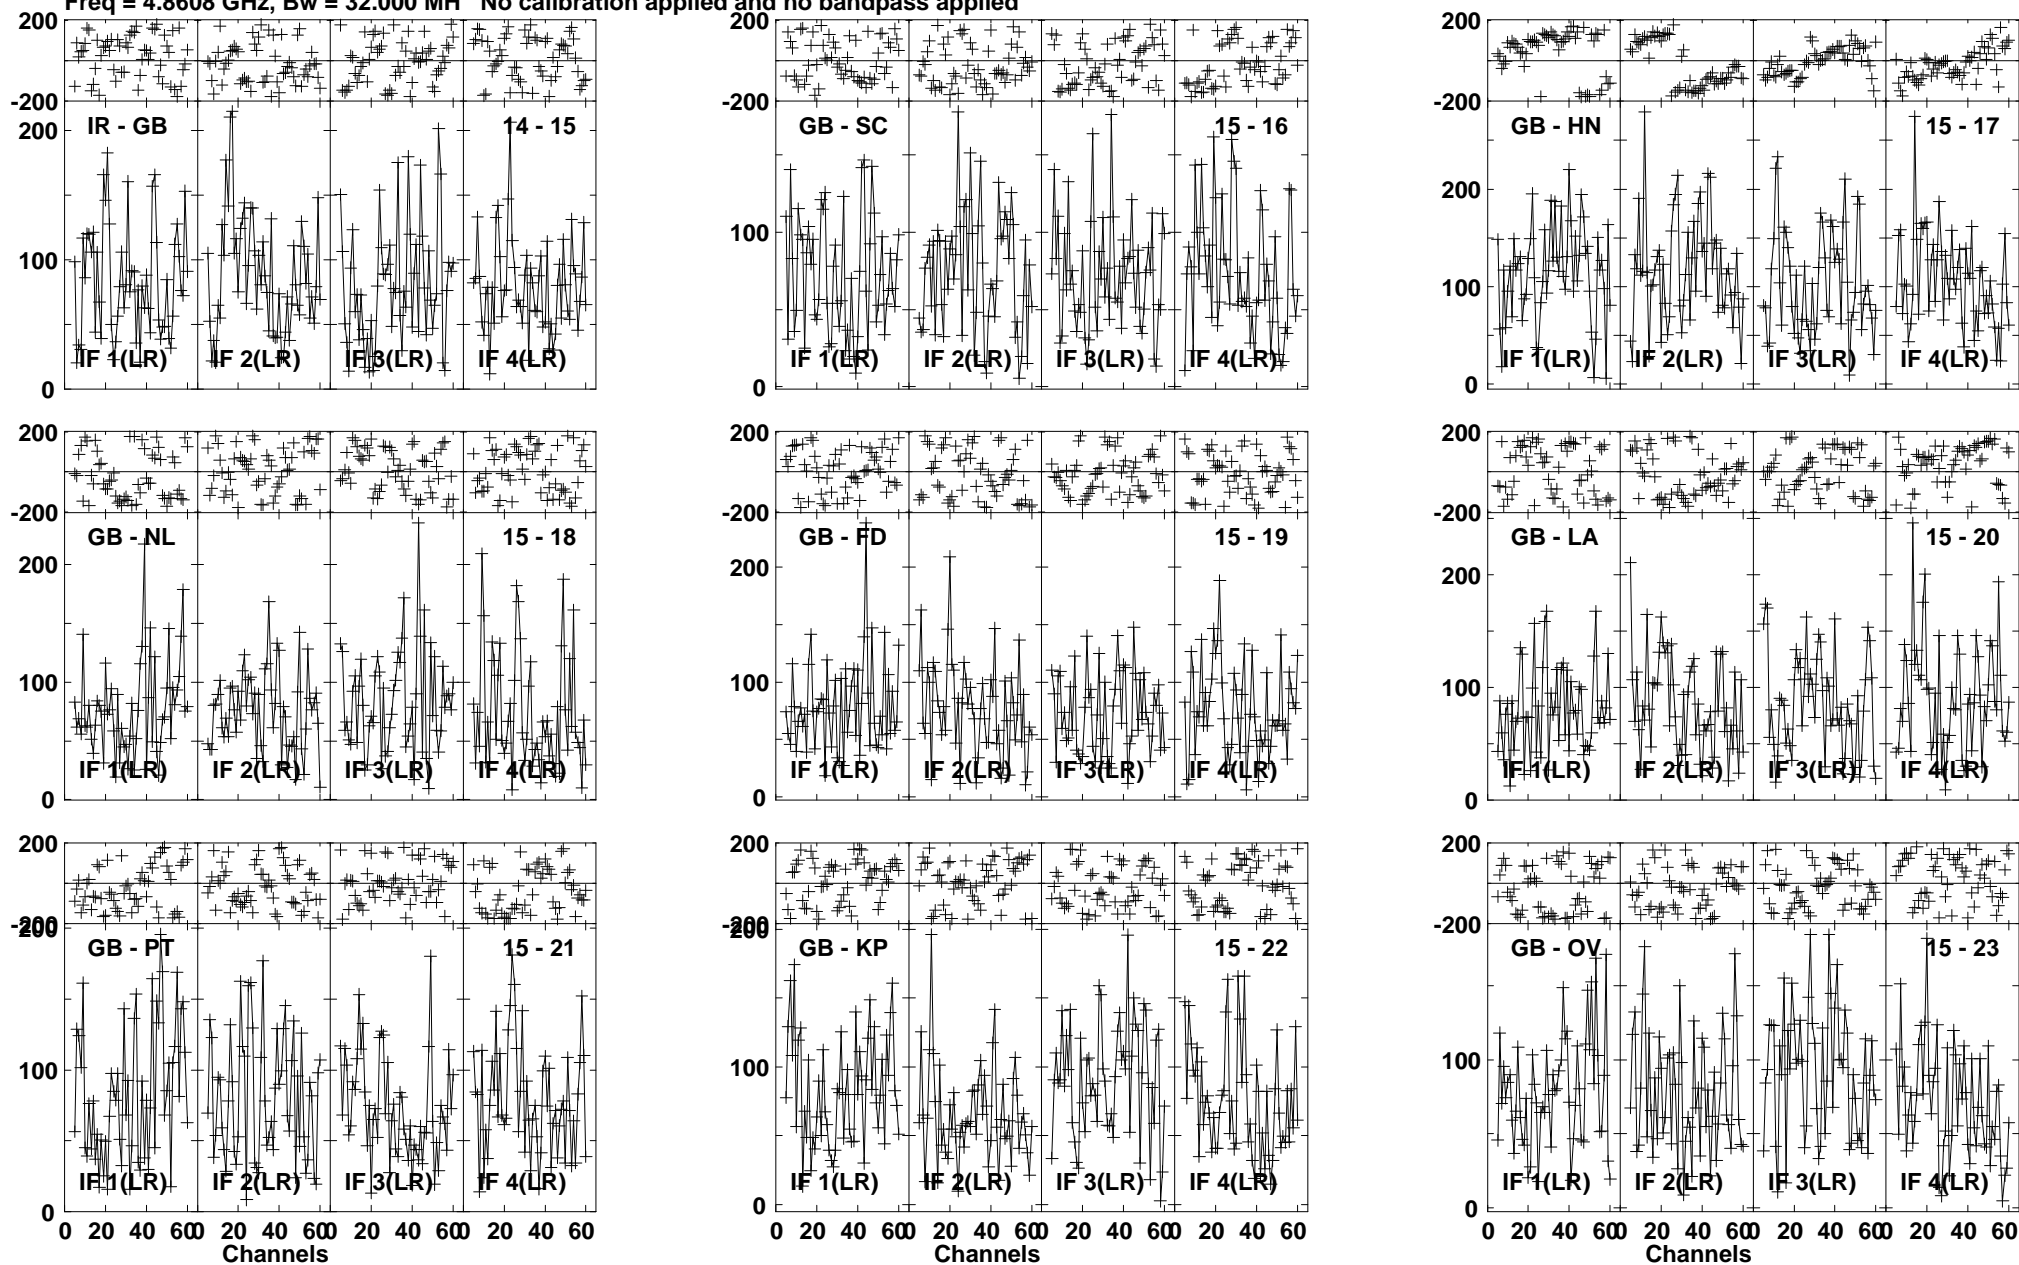 Freq = 4.8608 GHz, Bw = 32.000 MH No calibration applied and no bandpass applied
200 200 200
-200 -200 -200
IR - GB 14 - 15 GB - SC 15 - 16 GB - HN 15 - 17
200 200
100 100 100
IF 1(LR) IF 2(LR) IF 3(LR) IF 4(LR) IF 1(LR) IF 2(LR) IF 3(LR) IF 4(LR) IF 1(LR) IF 2(LR) IF 3(LR) IF 4(LR)
0 0 0
200 200 200
-200 -200 -200
GB - NL 15 - 18 GB - FD 15 - 19 GB - LA 15 - 20
200 200 200
100 100 100
IF 1(LR) IF 2(LR) IF 3(LR) IF 4(LR) IF 1(LR) IF 2(LR) IF 3(LR) IF 4(LR) IF 1(LR) IF 2(LR) IF 3(LR) IF 4(LR)
0 0 0
200 200 200
-200 -200 -200
200 200
GB - PT 15 - 21 GB - KP 15 - 22 GB - OV 15 - 23
100 100 100
IF 1(LR) IF 2(LR) IF 3(LR) IF 4(LR) IF 1(LR) IF 2(LR) IF 3(LR) IF 4(LR) IF 1(LR) IF 2(LR) IF 3(LR) IF 4(LR)
0 0 0
0 20 40 60 0 20 40 60 0 20 40 60 0 20 40 60 0 20 40 60 0 20 40 60 0 20 40 60 0 20 40 60 0 20 40 60 0 20 40 60 0 20 40 60 0 20 40 60
Channels Channels Channels